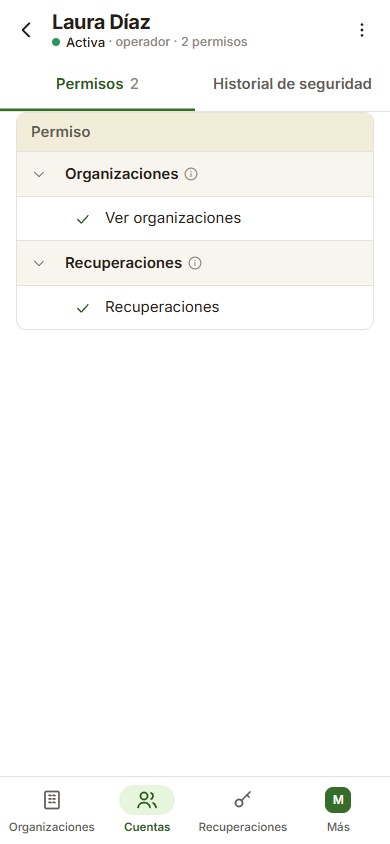 Laura Díaz
Activa · operador · 2 permisos
Permisos 2
Historial de seguridad
Permiso
Organizaciones
Ver organizaciones
Recuperaciones
Recuperaciones
Organizaciones
Cuentas
Recuperaciones
M
Más